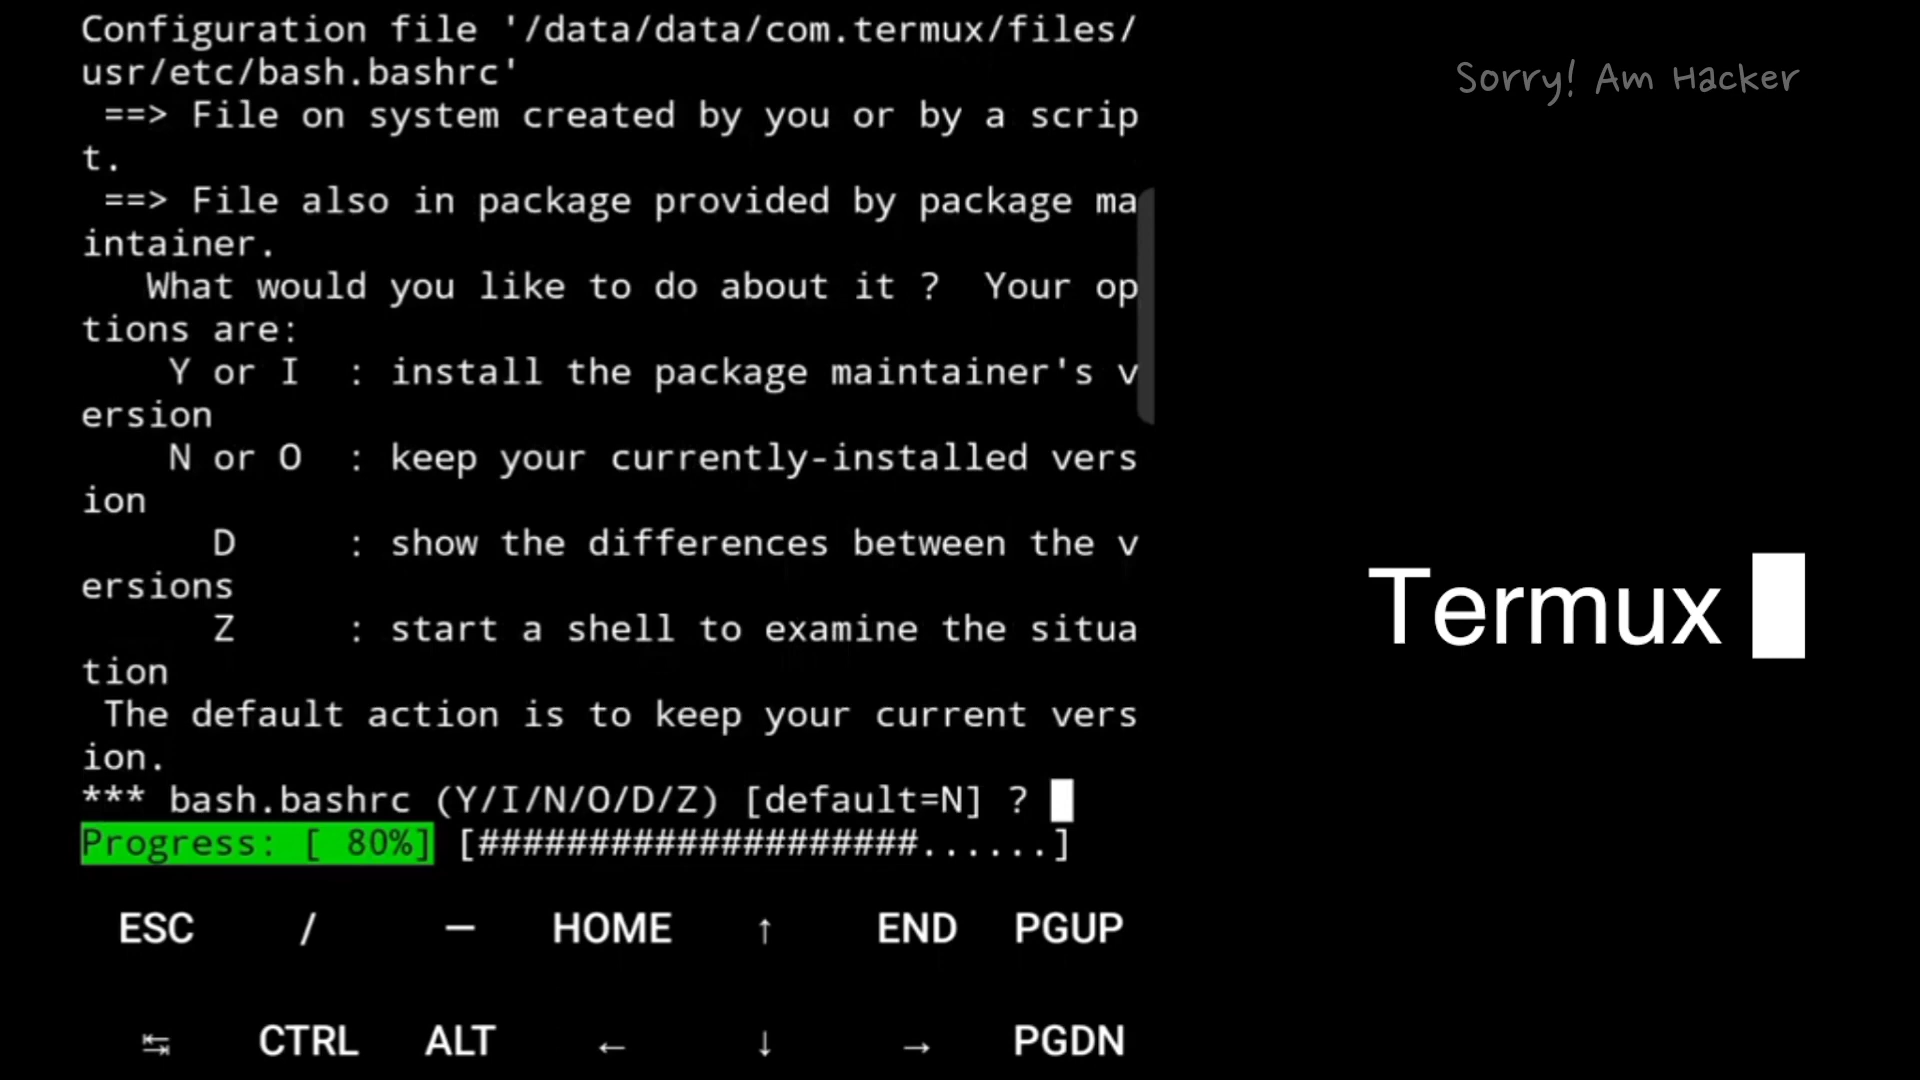 Configuration file '/data/data/com.termux/files/
usr/etc/bash.bashrc'
 ==> File on system created by you or by a scrip
t.
 ==> File also in package provided by package ma
intainer.
   What would you like to do about it ?  Your op
tions are:
    Y or I  : install the package maintainer's v
ersion
    N or O  : keep your currently-installed vers
ion
      D     : show the differences between the v
ersions
      Z     : start a shell to examine the situa
tion
 The default action is to keep your current vers
ion.
*** bash.bashrc (Y/I/N/O/D/Z) [default=N] ?
Progress: [ 80%] [####################......]
ESC / — HOME ↑ END PGUP
↹ CTRL ALT ← ↓ → PGDN
Sorry! Am Hacker
Termux